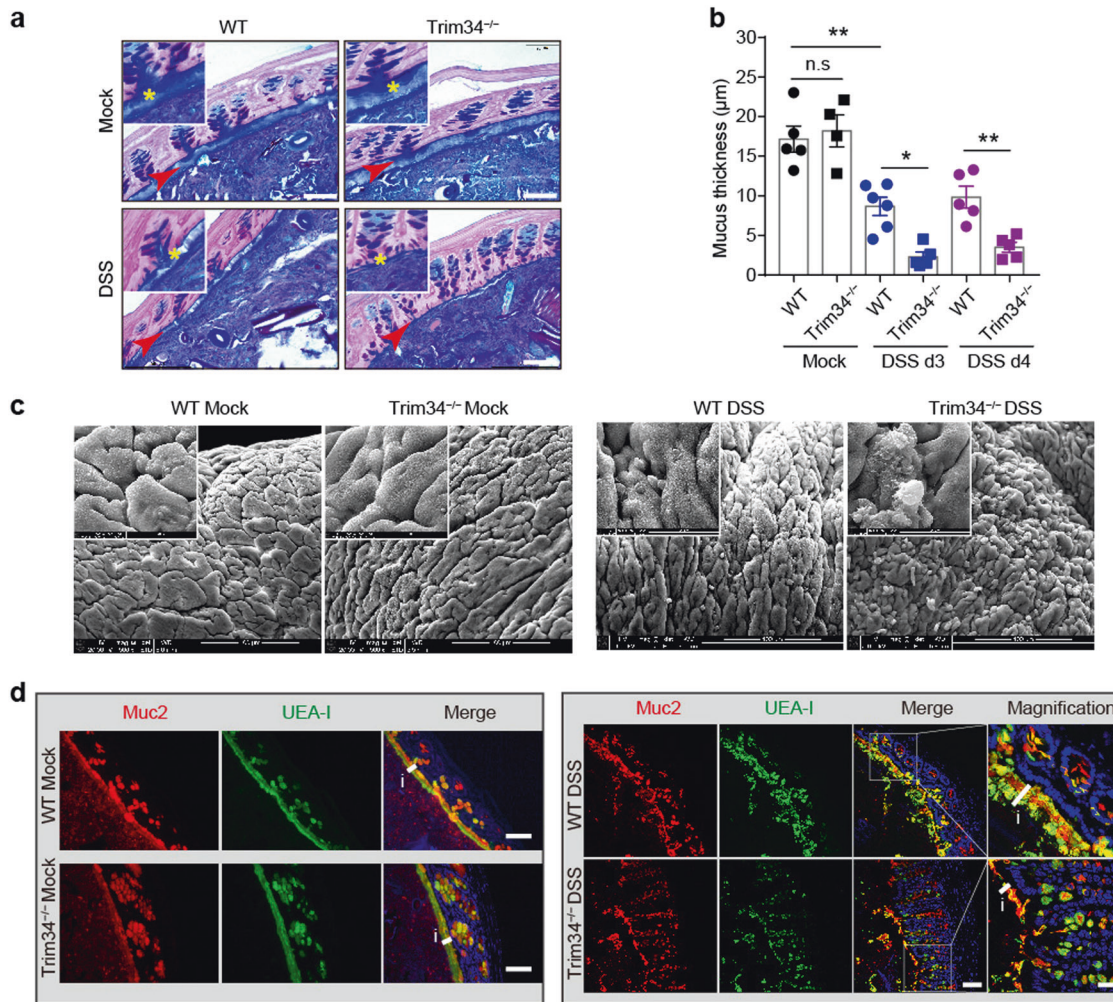 a
WT
Trim34⁻/⁻
Mock
DSS
b
Mucus thickness (µm)
30
25
20
15
10
5
0
**
n.s
*
**
WT
Trim34⁻/⁻
WT
Trim34⁻/⁻
WT
Trim34⁻/⁻
Mock
DSS d3
DSS d4
c
WT Mock
Trim34⁻/⁻ Mock
WT DSS
Trim34⁻/⁻ DSS
d
Muc2
UEA-I
Merge
WT Mock
i
Trim34⁻/⁻ Mock
i
Muc2
UEA-I
Merge
Magnification
WT DSS
i
Trim34⁻/⁻ DSS
i